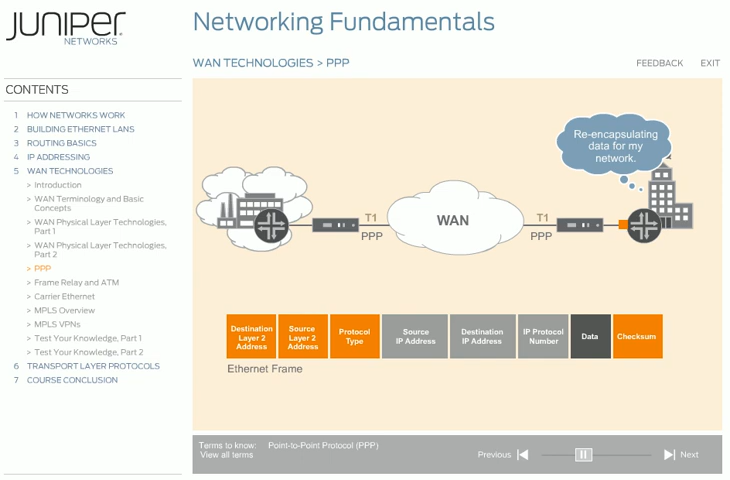 JUNIPER
NETWORKS
Networking Fundamentals
WAN TECHNOLOGIES > PPP
FEEDBACK
EXIT
CONTENTS
1 HOW NETWORKS WORK
2 BUILDING ETHERNET LANS
3 ROUTING BASICS
4 IP ADDRESSING
5 WAN TECHNOLOGIES
> Introduction
> WAN Terminology and Basic
Concepts
> WAN Physical Layer Technologies,
Part 1
> WAN Physical Layer Technologies,
Part 2
> PPP
> Frame Relay and ATM
> Carrier Ethernet
> MPLS Overview
> MPLS VPNs
> Test Your Knowledge, Part 1
> Test Your Knowledge, Part 2
6 TRANSPORT LAYER PROTOCOLS
7 COURSE CONCLUSION
Re-encapsulating
data for my
network.
T1
PPP
WAN
T1
PPP
Destination
Layer 2
Address
Source
Layer 2
Address
Protocol
Type
Source
IP Address
Destination
IP Address
IP Protocol
Number
Data
Checksum
Ethernet Frame
Terms to know: Point-to-Point Protocol (PPP)
View all terms
Previous
Next